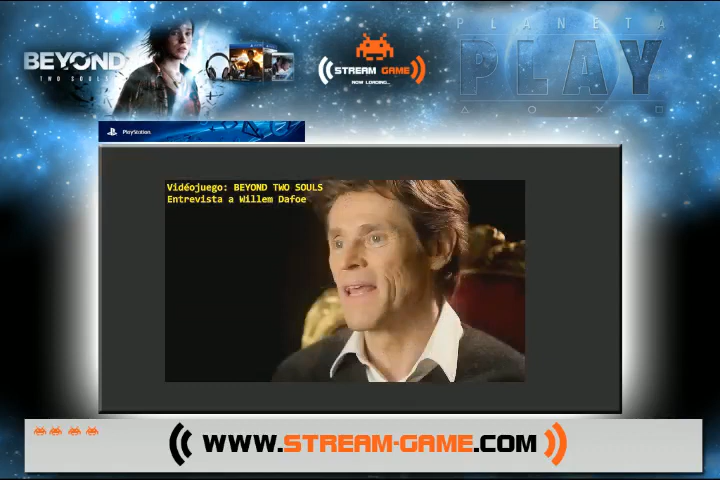 PLANETA
PLAY
BEYOND
TWO SOULS
STREAM GAME
NOW LOADING...
PlayStation
Vidéojuego: BEYOND TWO SOULS
Entrevista a Willem Dafoe
WWW.STREAM-GAME.COM